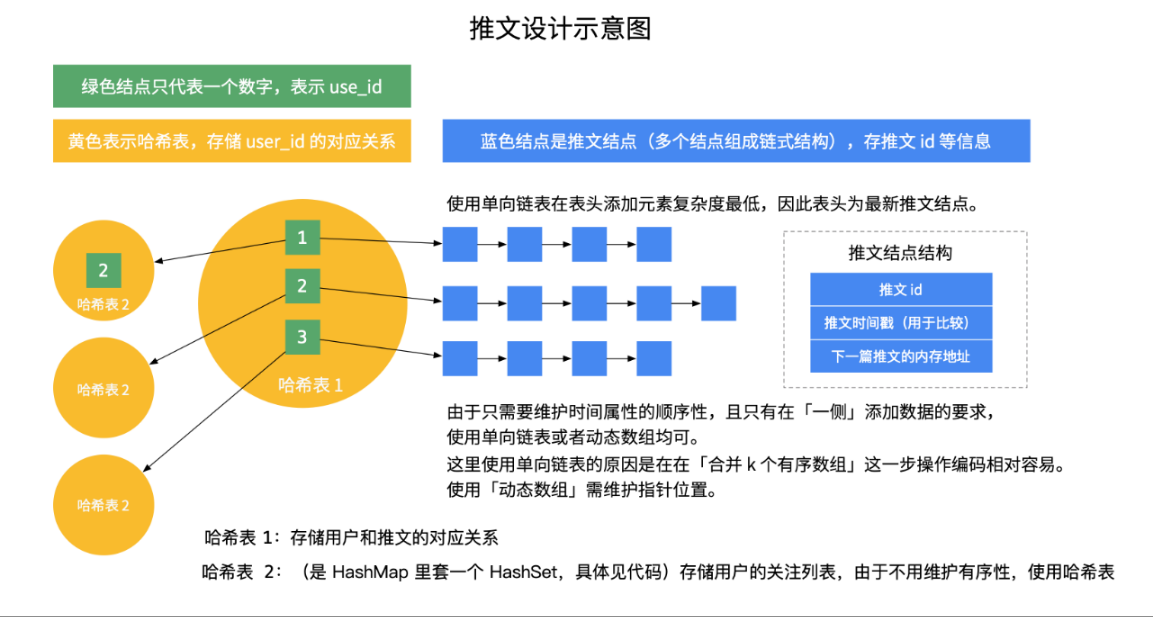 推文设计示意图
绿色结点只代表一个数字，表示 use_id
黄色表示哈希表，存储 user_id 的对应关系
蓝色结点是推文结点（多个结点组成链式结构），存推文 id 等信息
使用单向链表在表头添加元素复杂度最低，因此表头为最新推文结点。
1
2
3
哈希表 1
2
哈希表 2
哈希表 2
哈希表 2
推文结点结构
推文 id
推文时间戳（用于比较）
下一篇推文的内存地址
由于只需要维护时间属性的顺序性，且只有在「一侧」添加数据的要求，
使用单向链表或者动态数组均可。
这里使用单向链表的原因是在在「合并 k 个有序数组」这一步操作编码相对容易。
使用「动态数组」需维护指针位置。
哈希表 1：存储用户和推文的对应关系
哈希表 2：（是 HashMap 里套一个 HashSet，具体见代码）存储用户的关注列表，由于不用维护有序性，使用哈希表